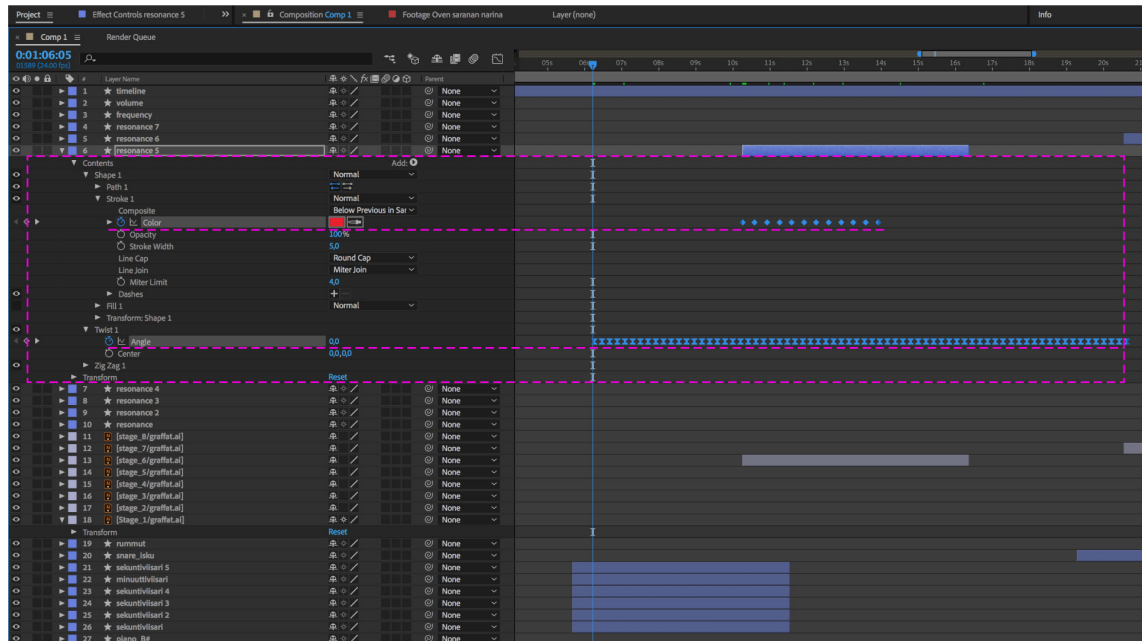 Project
Effect Controls resonance 5
»
× Composition Comp 1
Footage Oven saranan narina
Layer (none)
Info
× Comp 1
Render Queue
0:01:06:05
01589 (24.00 fps)
05s 06s 07s 08s 09s 10s 11s 12s 13s 14s 15s 16s 17s 18s 19s 20s 21
# Layer Name Parent
1 timeline None
2 volume None
3 frequency None
4 resonance 7 None
5 resonance 6 None
6 resonance 5 None
Contents Add:
Shape 1 Normal
Path 1
Stroke 1 Normal
Composite Below Previous in Sar
Color
Opacity 100%
Stroke Width 5,0
Line Cap Round Cap
Line Join Miter Join
Miter Limit 4,0
Dashes + -
Fill 1 Normal
Transform: Shape 1
Twist 1
Angle 0,0
Center 0,0,0,0
Zig Zag 1
Transform Reset
7 resonance 4 None
8 resonance 3 None
9 resonance 2 None
10 resonance None
11 [stage_8/graffat.ai] None
12 [stage_7/graffat.ai] None
13 [stage_6/graffat.ai] None
14 [stage_5/graffat.ai] None
15 [stage_4/graffat.ai] None
16 [stage_3/graffat.ai] None
17 [stage_2/graffat.ai] None
18 [Stage_1/graffat.ai] None
Transform Reset
19 rummut None
20 snare_isku None
21 sekuntiviisari 5 None
22 minuuttiviisari None
23 sekuntiviisari 4 None
24 sekuntiviisari 3 None
25 sekuntiviisari 2 None
26 sekuntiviisari None
27 piano_B# None